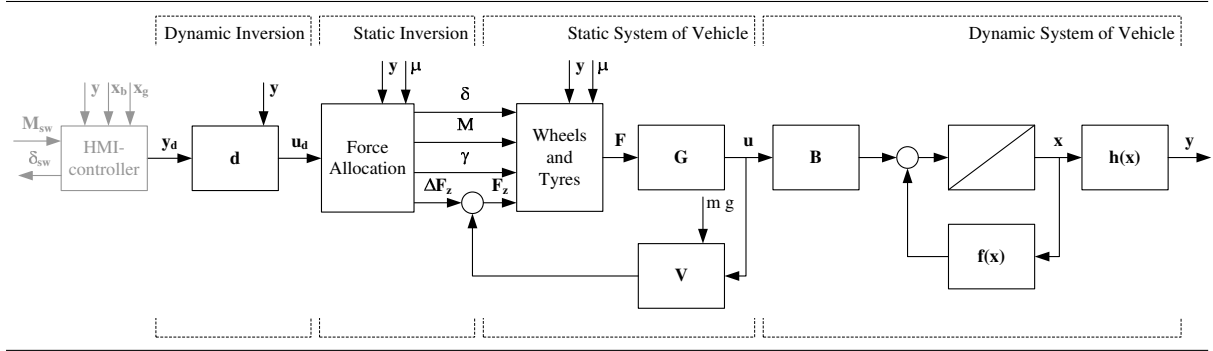 Dynamic Inversion
Static Inversion
Static System of Vehicle
Dynamic System of Vehicle
y
x_b
x_g
M_sw
δ_sw
HMI-
controller
y_d
y
d
u_d
y
μ
Force
Allocation
δ
M
γ
ΔF_z
F_z
y
μ
Wheels
and
Tyres
F
G
u
m g
V
B
x
f(x)
h(x)
y